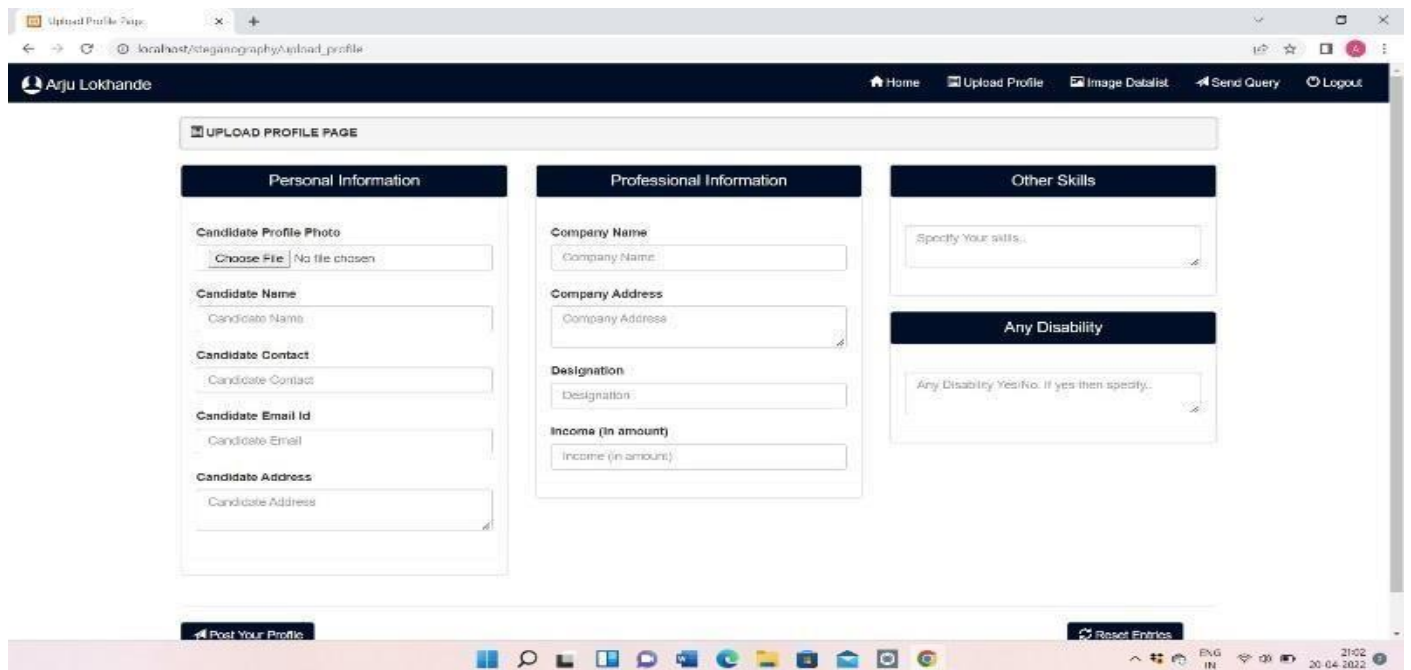 Upload Profile Page
localhost/steganography/upload_profile
Arju Lokhande
Home
Upload Profile
Image Datalist
Send Query
Logout
UPLOAD PROFILE PAGE
Personal Information
Candidate Profile Photo
Choose File No file chosen
Candidate Name
Candidate Name
Candidate Contact
Candidate Contact
Candidate Email Id
Candidate Email
Candidate Address
Candidate Address
Professional Information
Company Name
Company Name
Company Address
Company Address
Designation
Designation
Income (in amount)
Income (in amount)
Other Skills
Specify Your skills..
Any Disability
Any Disability Yes/No. If yes then specify..
Post Your Profile
Reset Entries
ENG
IN
21:02
20-04-2022